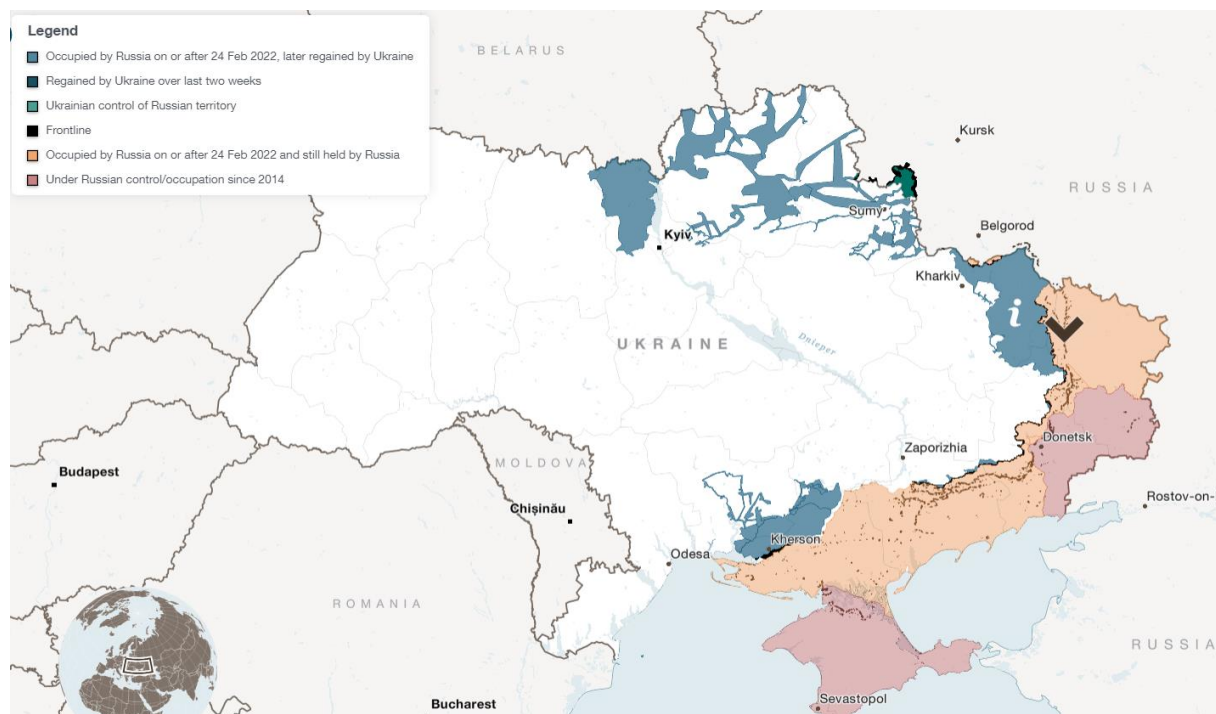 Legend
Occupied by Russia on or after 24 Feb 2022, later regained by Ukraine
Regained by Ukraine over last two weeks
Ukrainian control of Russian territory
Frontline
Occupied by Russia on or after 24 Feb 2022 and still held by Russia
Under Russian control/occupation since 2014
BELARUS
Kursk
RUSSIA
Sumy
Belgorod
Kyiv
Kharkiv
i
UKRAINE
Dnieper
Zaporizhia
Donetsk
MOLDOVA
Budapest
Rostov-on-
Chișinău
Kherson
Odesa
ROMANIA
RUSSIA
Sevastopol
Bucharest